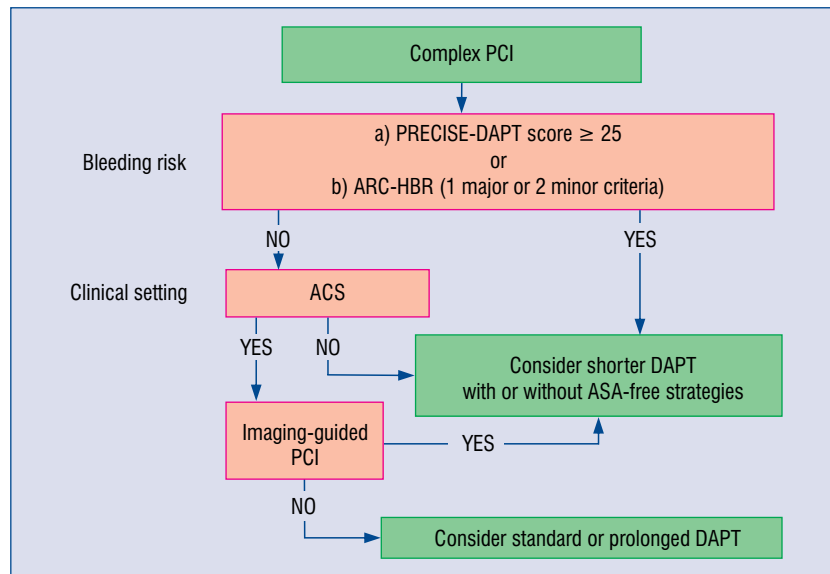 Complex PCI
Bleeding risk
a) PRECISE-DAPT score ≥ 25
or
b) ARC-HBR (1 major or 2 minor criteria)
NO
YES
Clinical setting
ACS
YES
NO
Consider shorter DAPT
with or without ASA-free strategies
Imaging-guided
PCI
YES
NO
Consider standard or prolonged DAPT